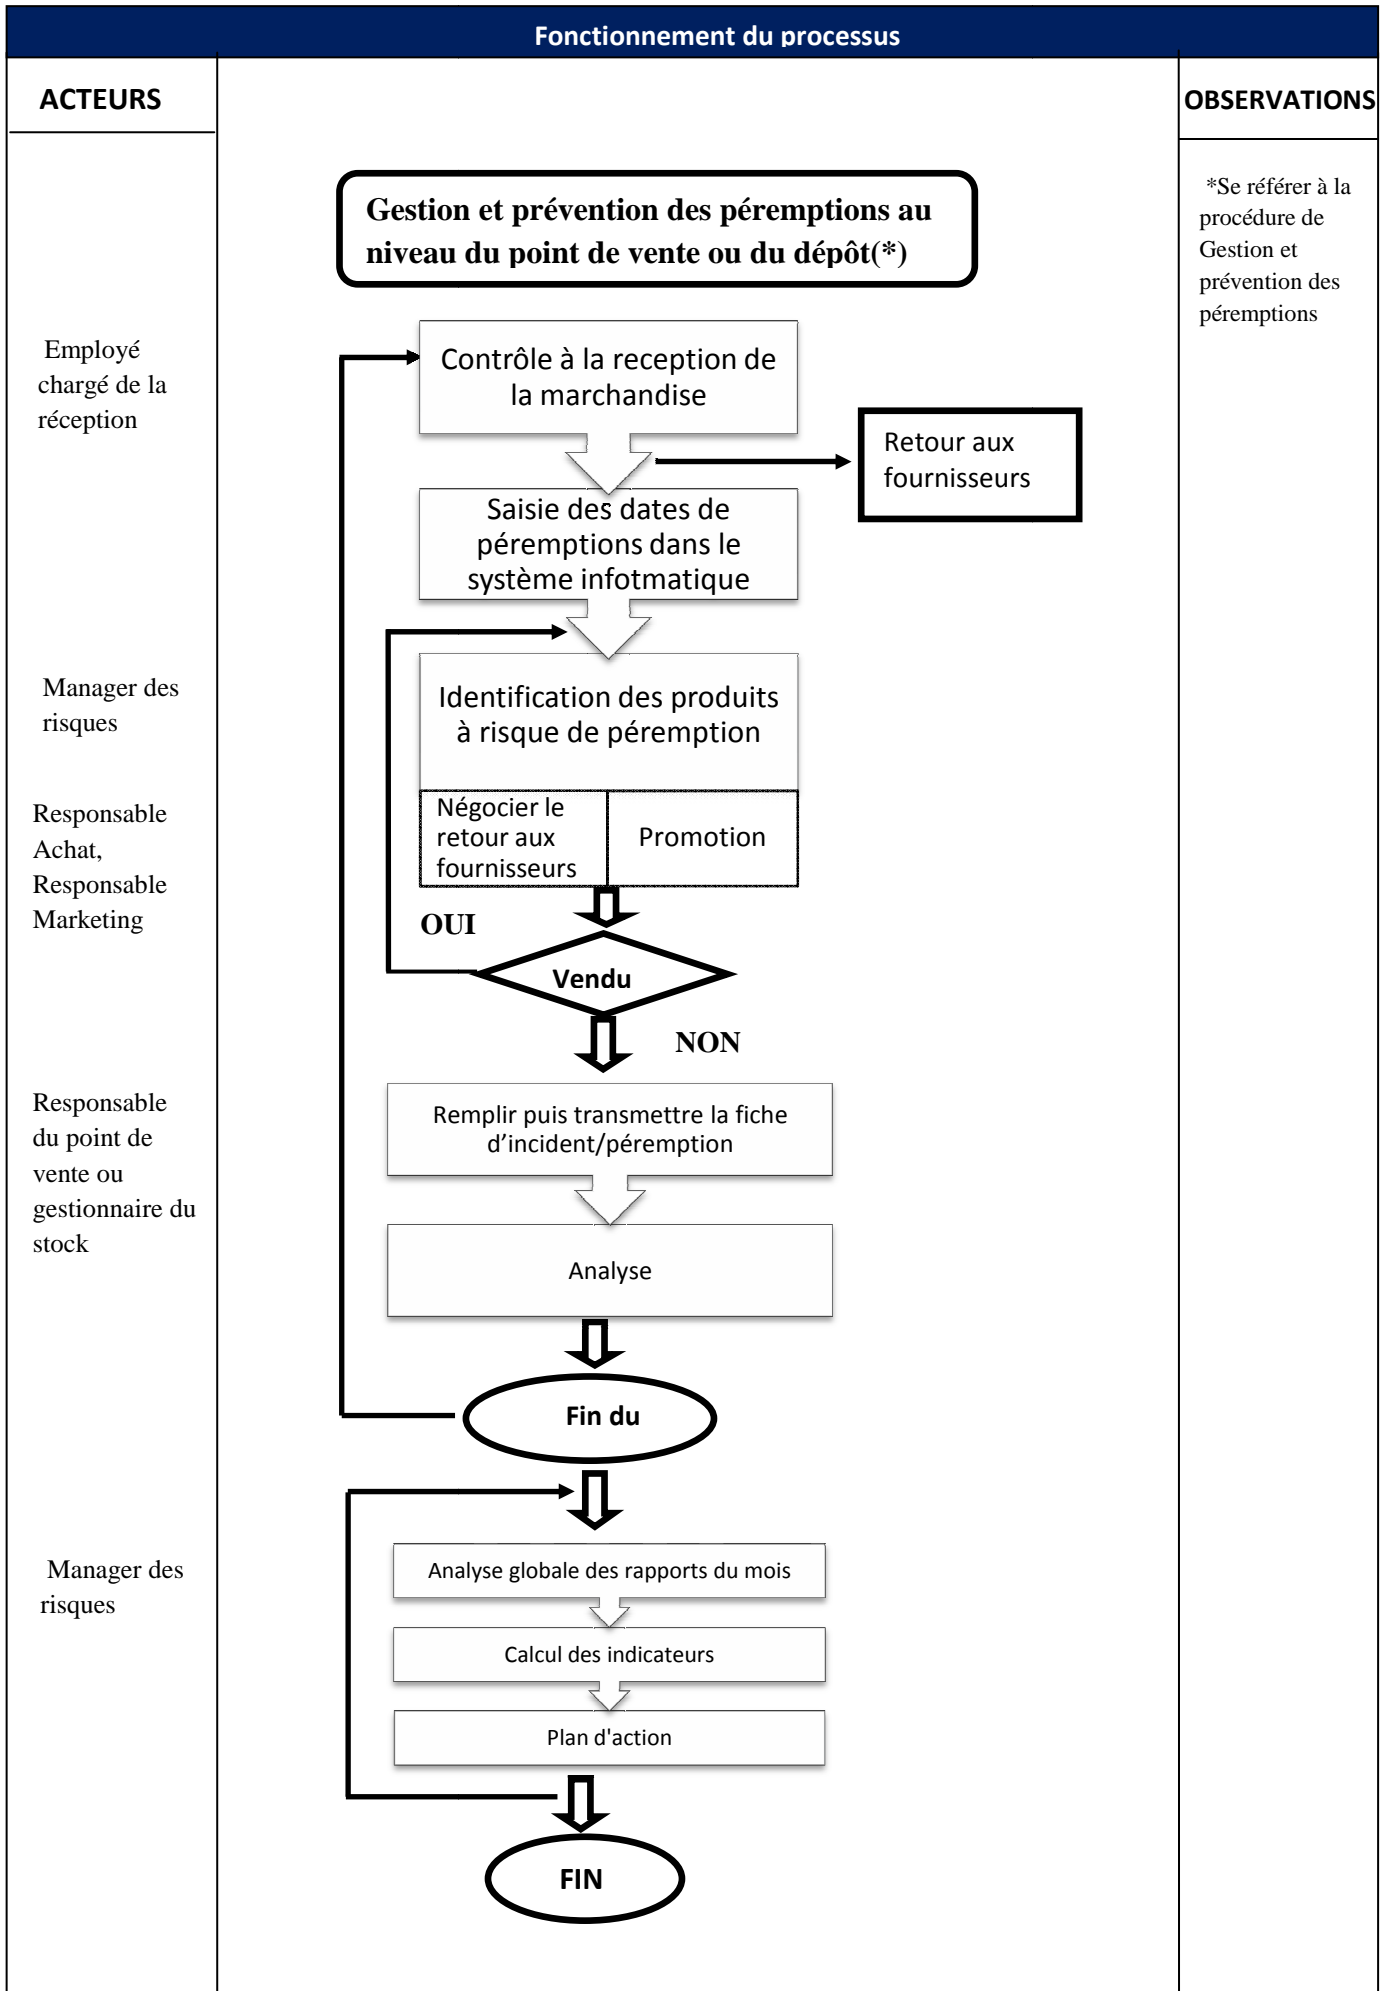 Fonctionnement du processus
ACTEURS
OBSERVATIONS
Gestion et prévention des péremptions au
niveau du point de vente ou du dépôt(*)
*Se référer à la
procédure de
Gestion et
prévention des
péremptions
Employé
chargé de la
réception
Contrôle à la reception de
la marchandise
Retour aux
fournisseurs
Saisie des dates de
péremptions dans le
système infotmatique
Manager des
risques
Identification des produits
à risque de péremption
Responsable
Achat,
Responsable
Marketing
Négocier le
retour aux
fournisseurs
Promotion
OUI
Vendu
NON
Responsable
du point de
vente ou
gestionnaire du
stock
Remplir puis transmettre la fiche
d'incident/péremption
Analyse
Fin du
Manager des
risques
Analyse globale des rapports du mois
Calcul des indicateurs
Plan d'action
FIN